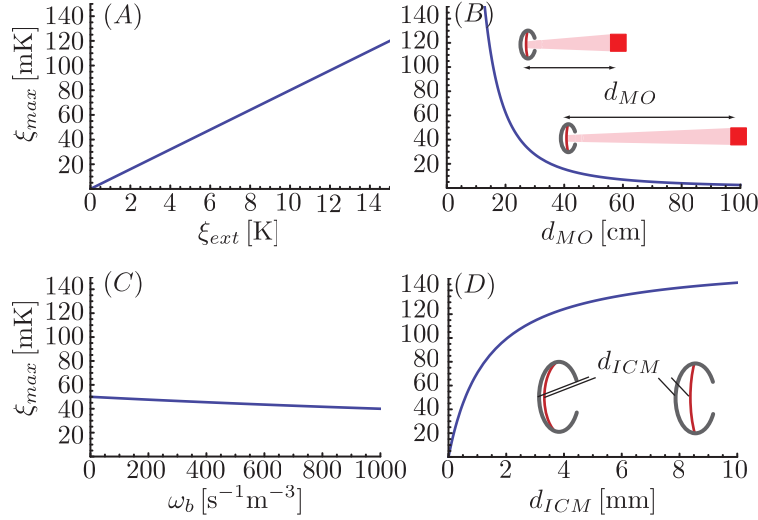 (A)
ξmax [mK]
140
120
100
80
60
40
20
0 2 4 6 8 10 12 14
ξext [K]
(B)
140
120
100
80
60
40
20
0 20 40 60 80 100
dMO
dMO [cm]
(C)
ξmax [mK]
140
120
100
80
60
40
20
0 200 400 600 800 1000
ωb [s⁻¹m⁻³]
(D)
140
120
100
80
60
40
20
0 2 4 6 8 10
dICM
dICM [mm]